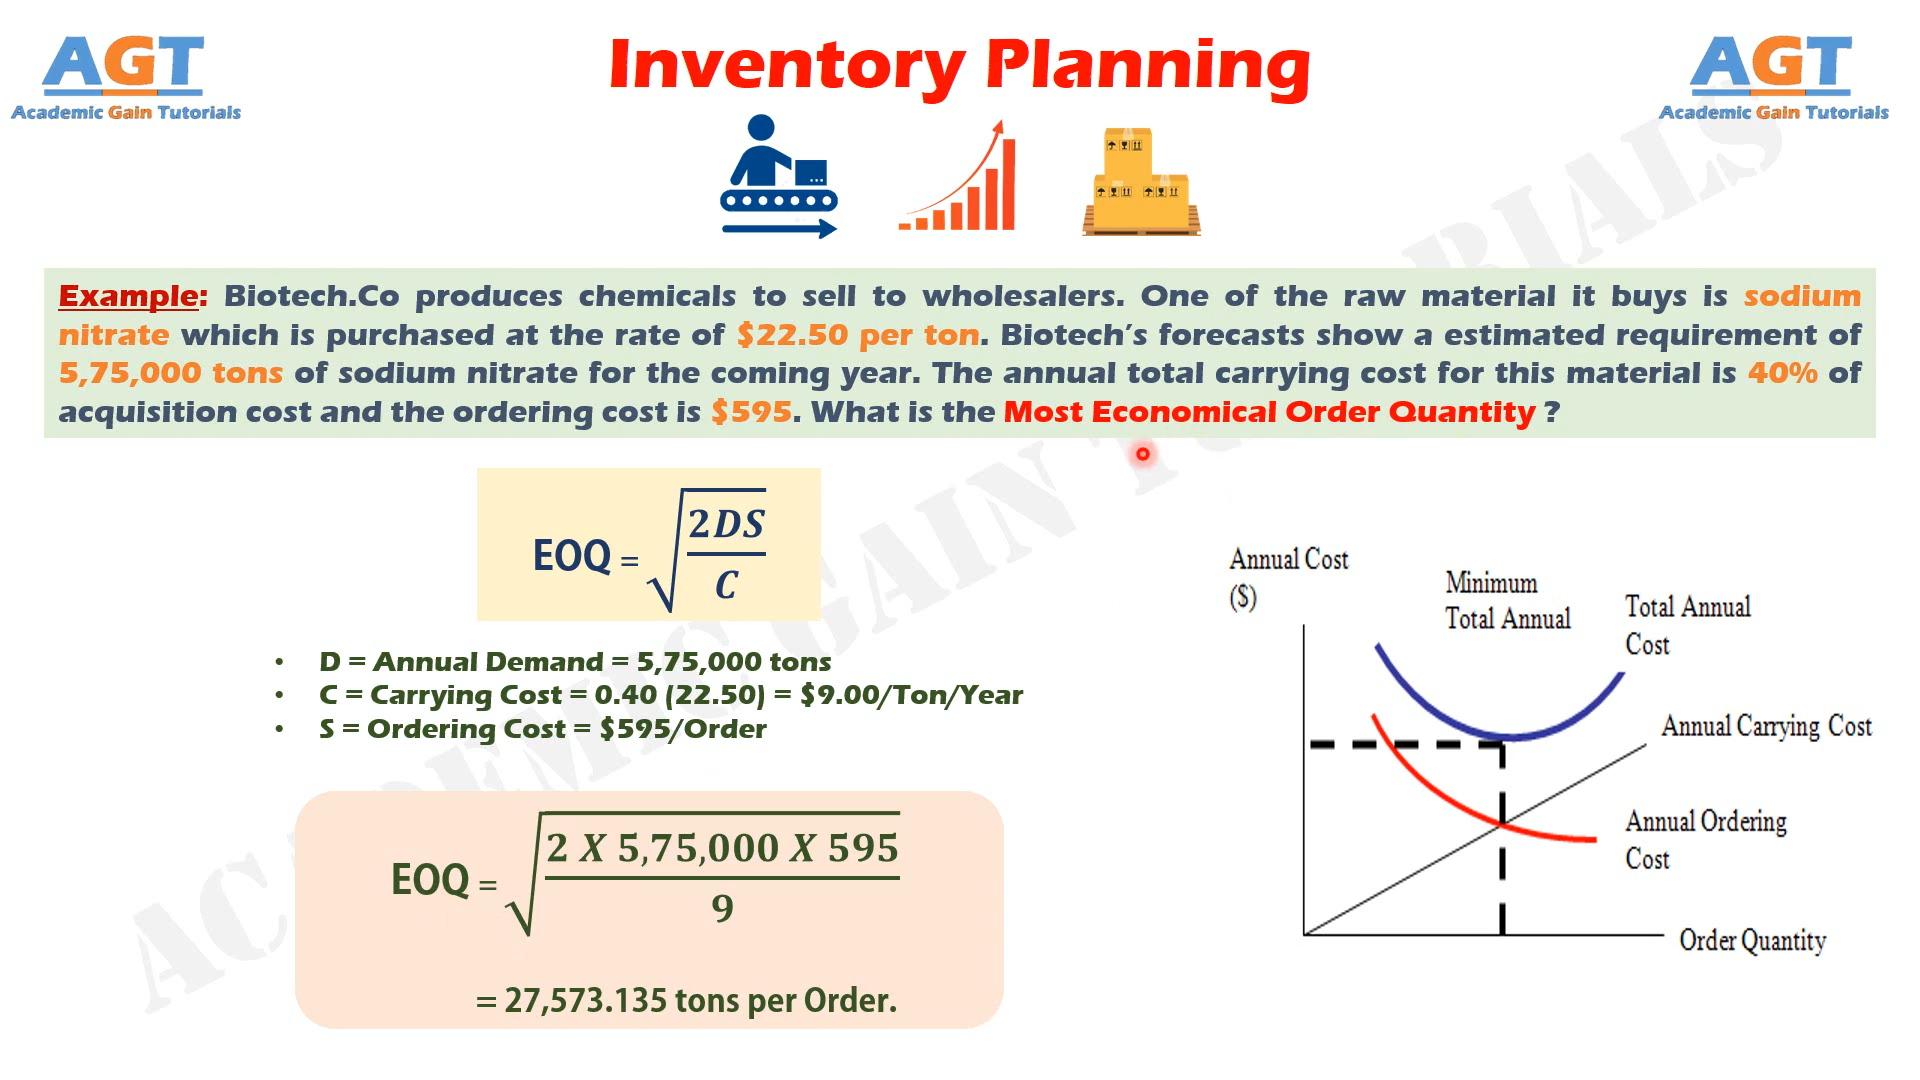 AGT
Academic Gain Tutorials
Inventory Planning
AGT
Academic Gain Tutorials
Example: Biotech.Co produces chemicals to sell to wholesalers. One of the raw material it buys is sodium
nitrate which is purchased at the rate of $22.50 per ton. Biotech's forecasts show a estimated requirement of
5,75,000 tons of sodium nitrate for the coming year. The annual total carrying cost for this material is 40% of
acquisition cost and the ordering cost is $595. What is the Most Economical Order Quantity ?
EOQ = √(2DS/C)
• D = Annual Demand = 5,75,000 tons
• C = Carrying Cost = 0.40 (22.50) = $9.00/Ton/Year
• S = Ordering Cost = $595/Order
EOQ = √(2 X 5,75,000 X 595/9)
= 27,573.135 tons per Order.
Annual Cost
($)
Minimum
Total Annual
Total Annual
Cost
Annual Carrying Cost
Annual Ordering
Cost
Order Quantity
ACADEMIC GAIN TUTORIALS